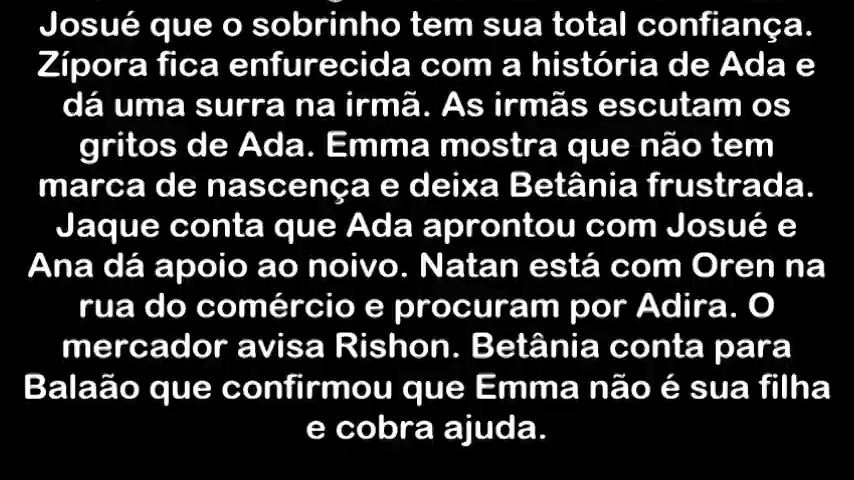 Josué que o sobrinho tem sua total confiança.
Zípora fica enfurecida com a história de Ada e
dá uma surra na irmã. As irmãs escutam os
gritos de Ada. Emma mostra que não tem
marca de nascença e deixa Betânia frustrada.
Jaque conta que Ada aprontou com Josué e
Ana dá apoio ao noivo. Natan está com Oren na
rua do comércio e procuram por Adira. O
mercador avisa Rishon. Betânia conta para
Balaão que confirmou que Emma não é sua filha
e cobra ajuda.